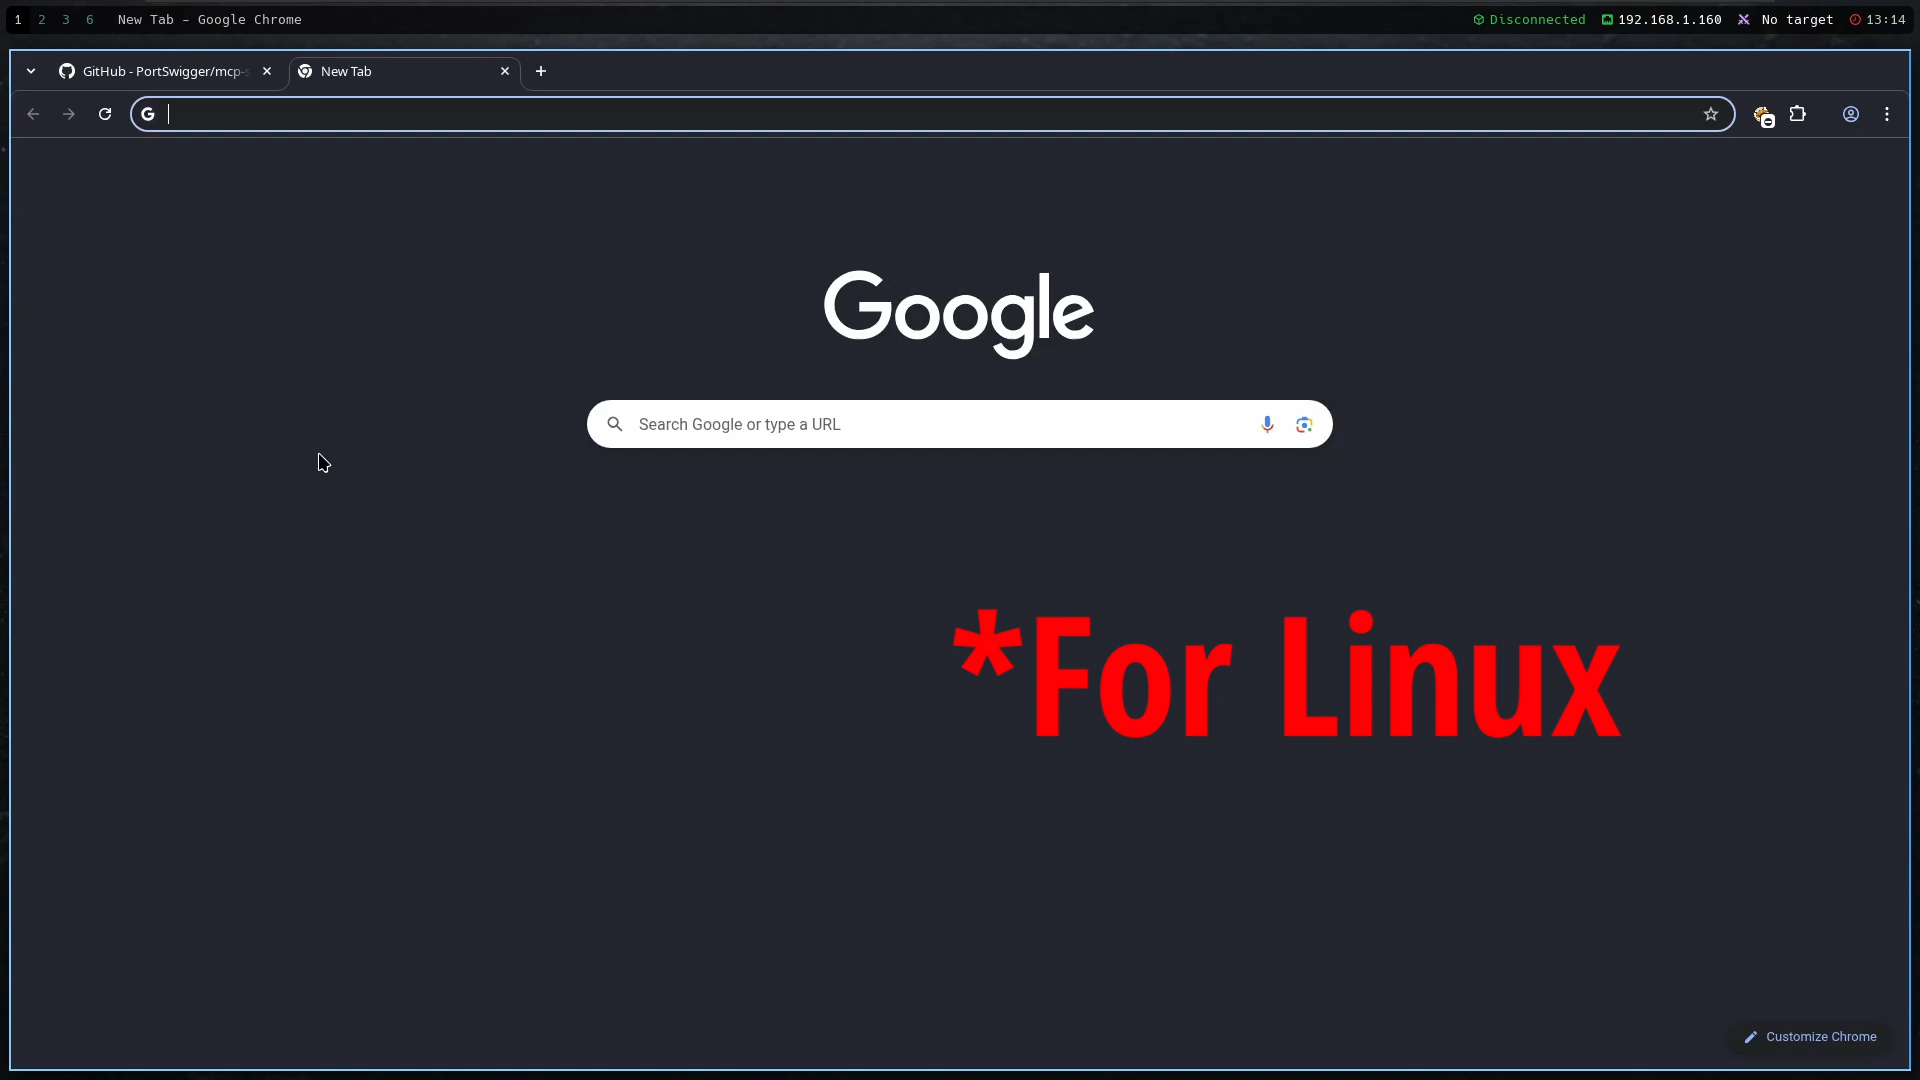 1 2 3 6 New Tab - Google Chrome Disconnected 192.168.1.160 No target 13:14
GitHub - PortSwigger/mcp-s New Tab
Google
Search Google or type a URL
*For Linux
Customize Chrome